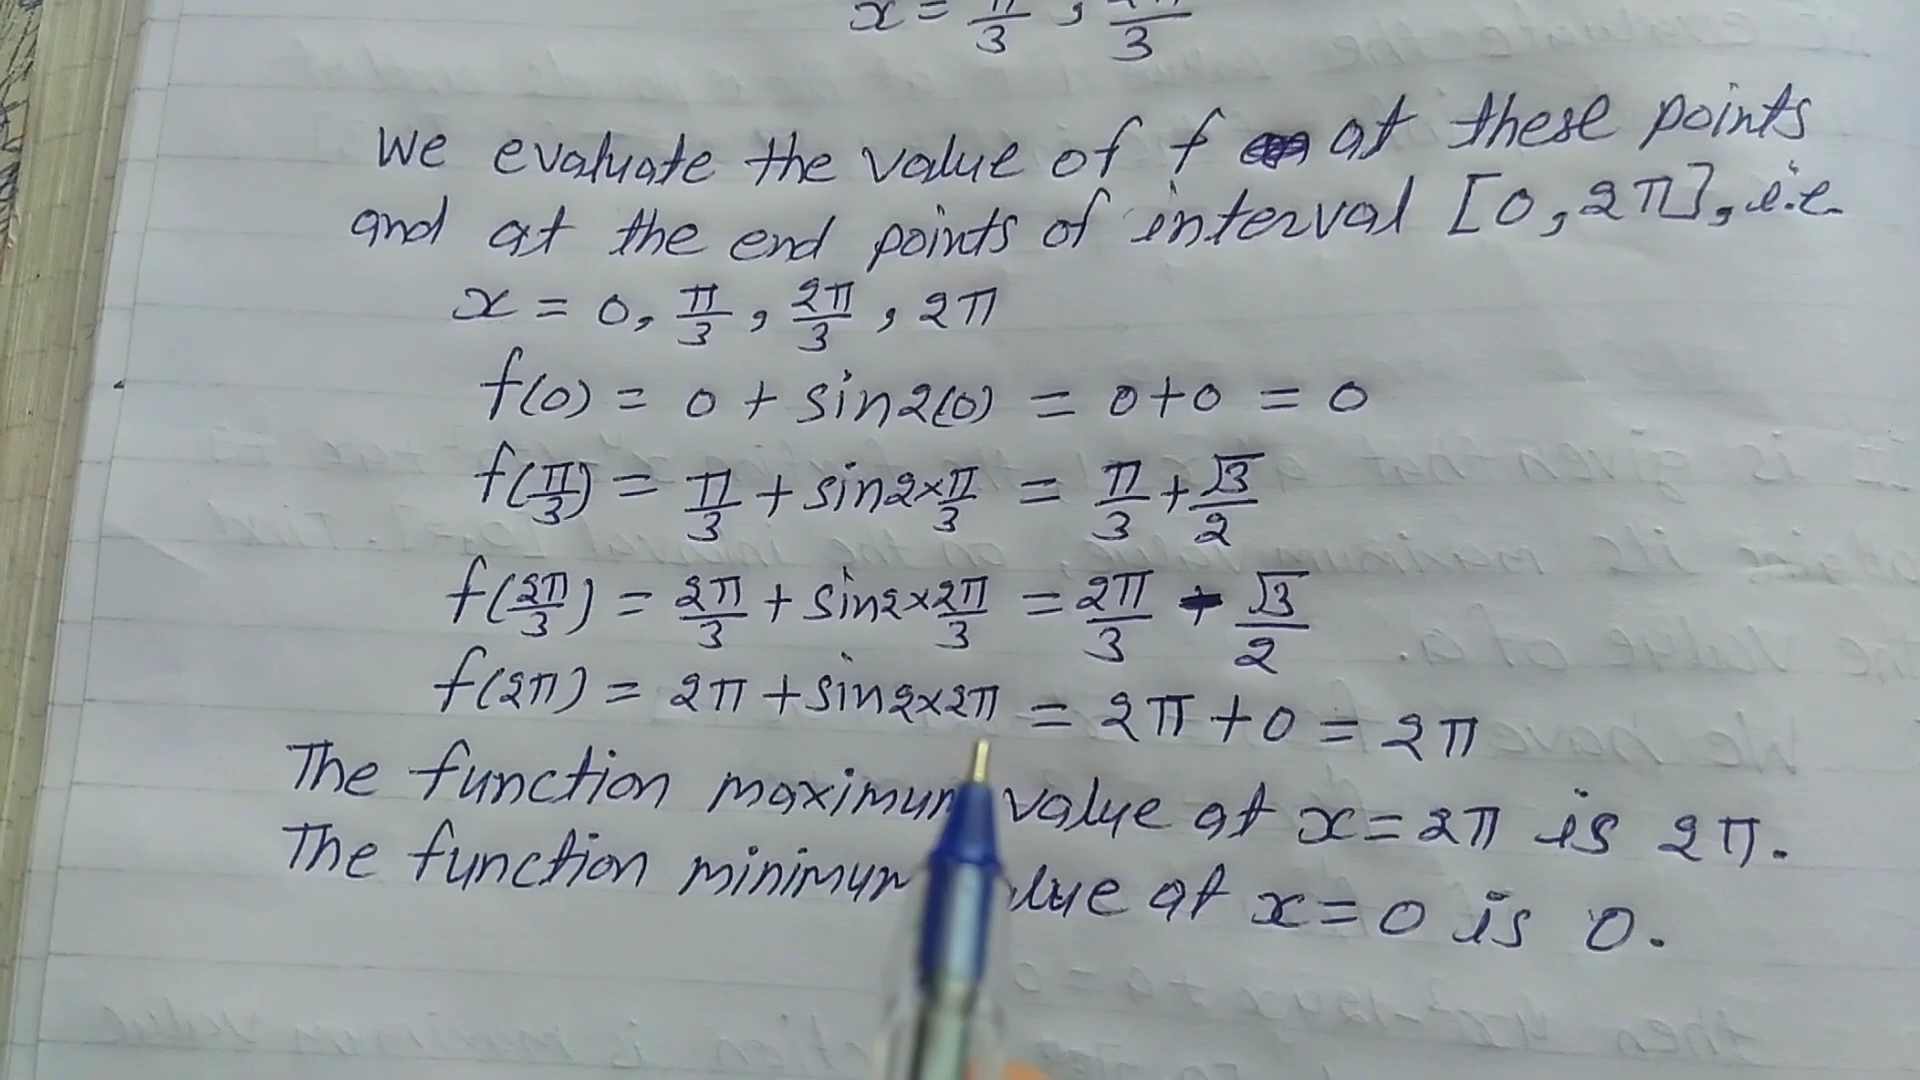 x = π/3 , 2π/3
We evaluate the value of f at these points
and at the end points of interval [0, 2π], i.e.
x = 0, π/3, 2π/3, 2π
f(0) = 0 + sin2(0) = 0+0 = 0
f(π/3) = π/3 + sin2×π/3 = π/3 + √3/2
f(2π/3) = 2π/3 + sin2×2π/3 = 2π/3 - √3/2
f(2π) = 2π + sin2×2π = 2π + 0 = 2π
The function maximum value at x = 2π is 2π.
The function at x = 0 is 0.